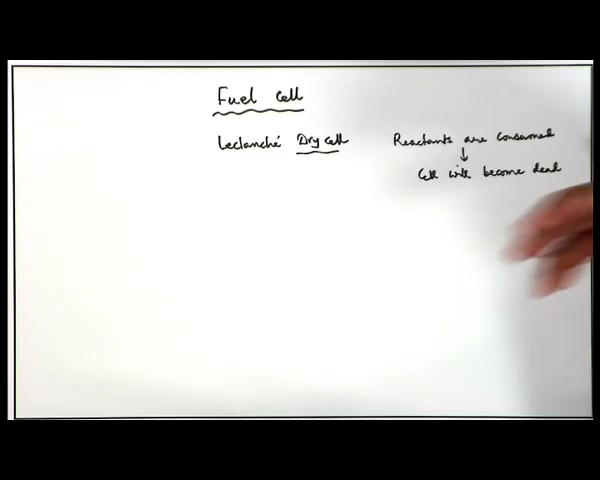 Fuel Cell
Leclanché Dry cell Reactants are consumed
↓
Cell will become dead